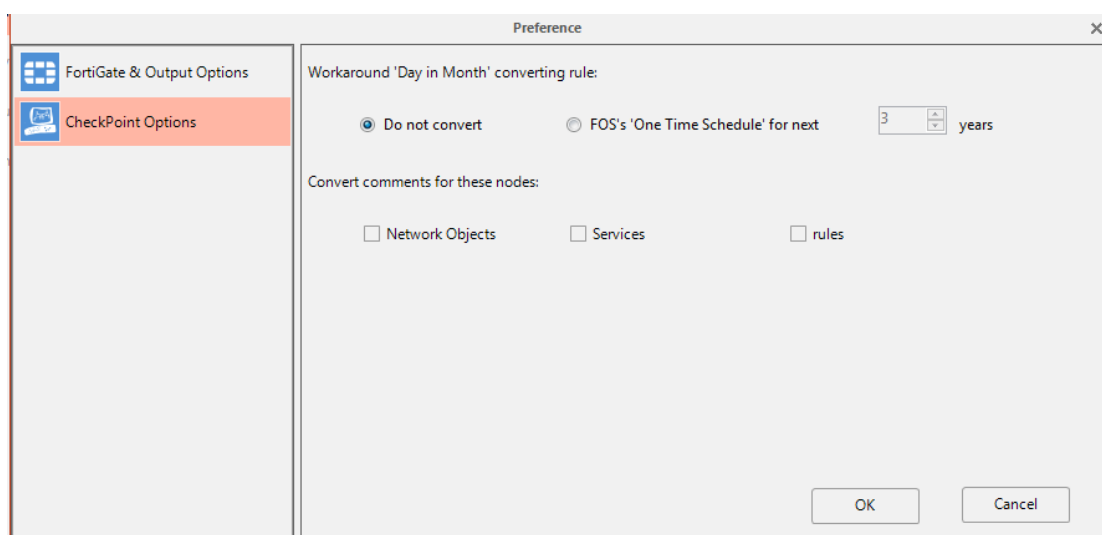 Preference
FortiGate & Output Options
CheckPoint Options
Workaround 'Day in Month' converting rule:
Do not convert FOS's 'One Time Schedule' for next 3 years
Convert comments for these nodes:
Network Objects Services rules
OK Cancel